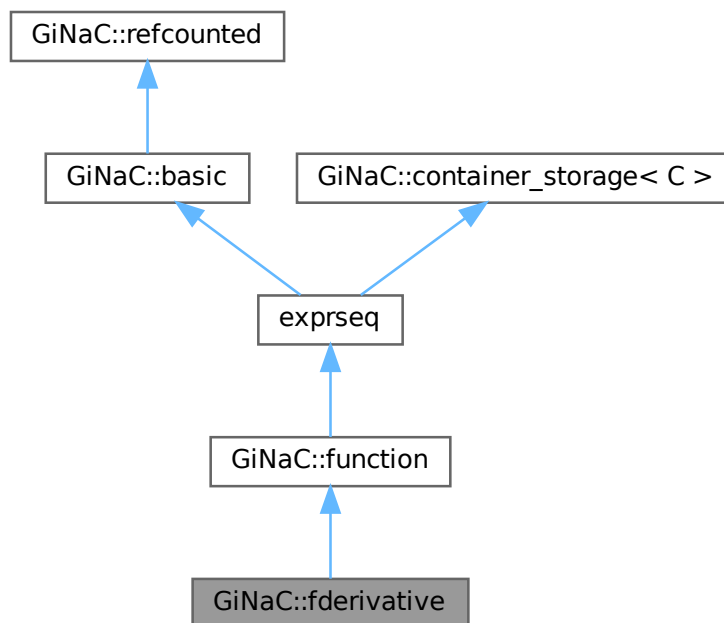 GiNaC::refcounted
GiNaC::basic
GiNaC::container_storage< C >
exprseq
GiNaC::function
GiNaC::fderivative